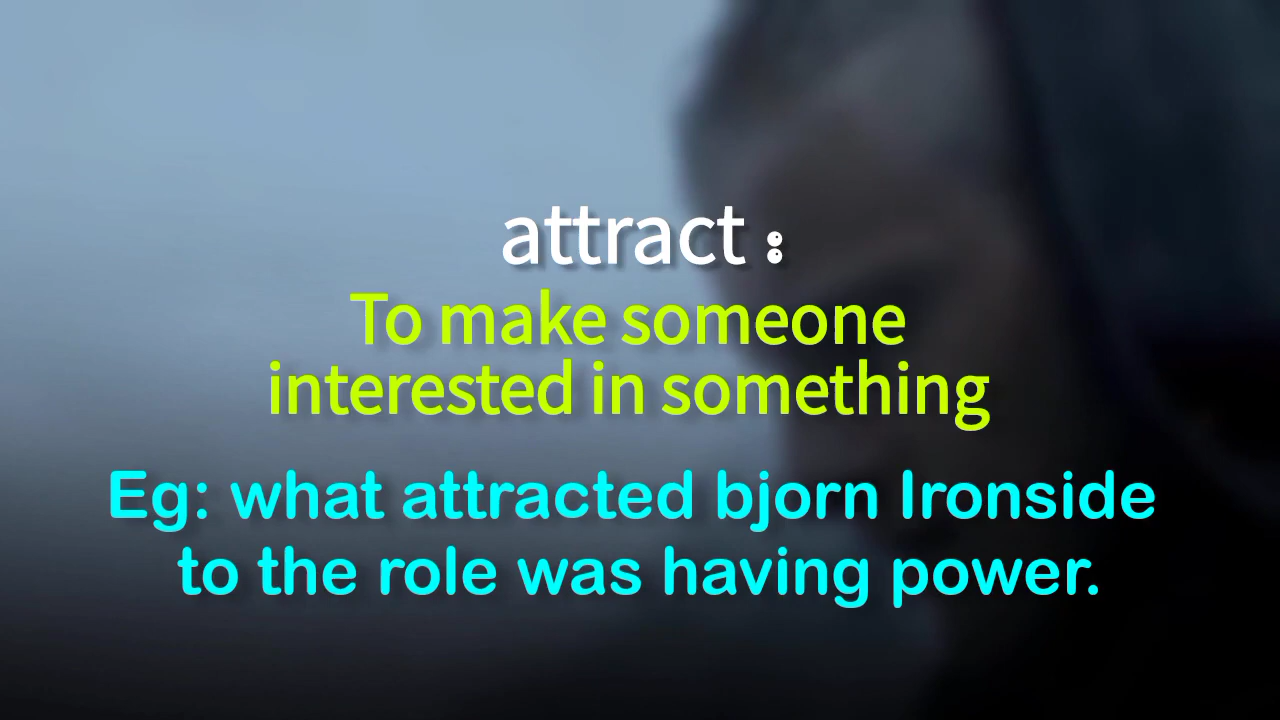 attract :
To make someone
interested in something
Eg: what attracted bjorn Ironside
to the role was having power.